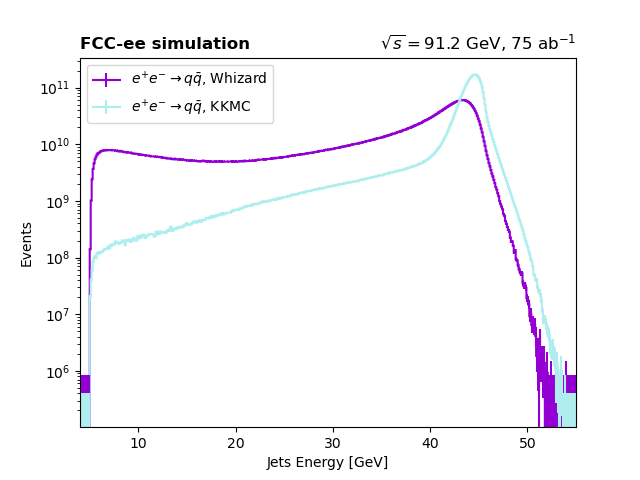 FCC-ee simulation
√s = 91.2 GeV, 75 ab⁻¹
e⁺e⁻ → qq̄, Whizard
e⁺e⁻ → qq̄, KKMC
10¹¹
10¹⁰
10⁹
10⁸
10⁷
10⁶
Events
10 20 30 40 50
Jets Energy [GeV]